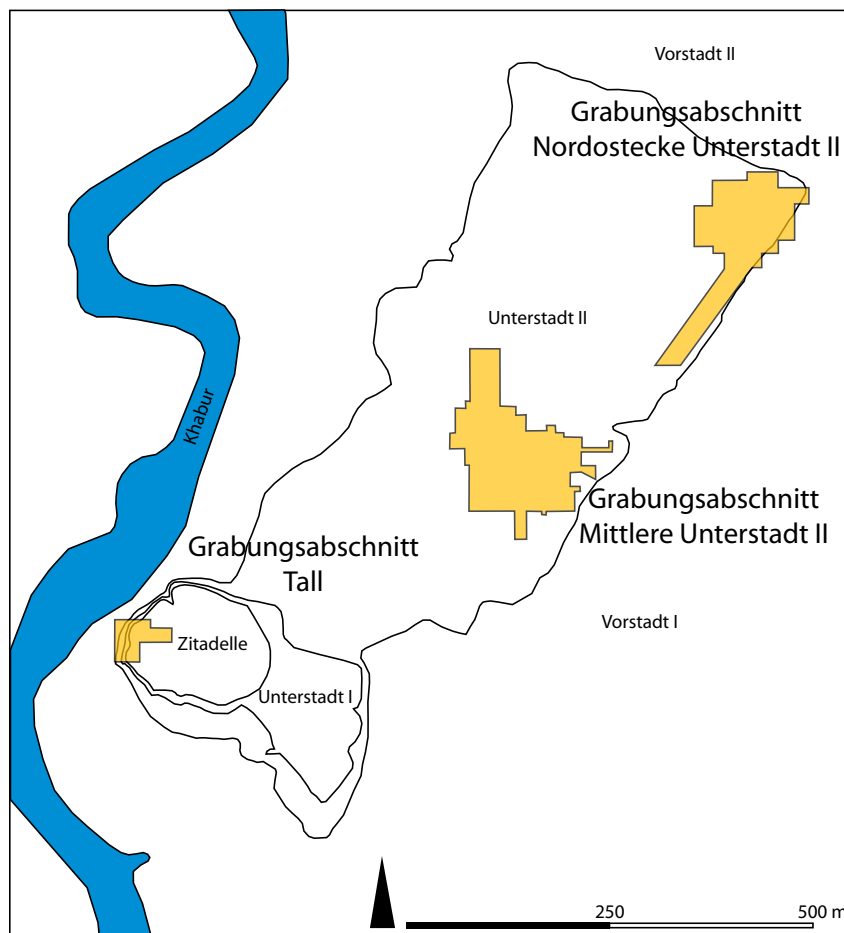 Vorstadt II
Grabungsabschnitt
Nordostecke Unterstadt II
Unterstadt II
Khabur
Grabungsabschnitt
Mittlere Unterstadt II
Grabungsabschnitt
Tall
Vorstadt I
Zitadelle
Unterstadt I
250
500 m